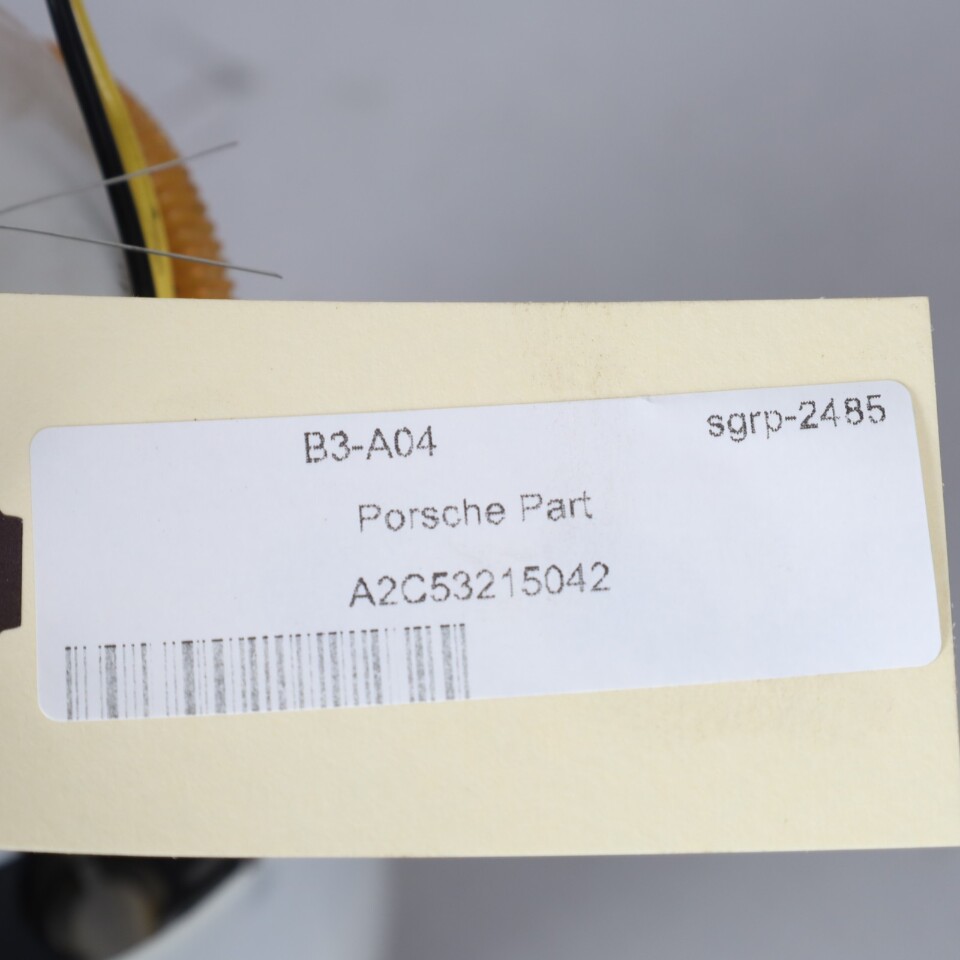 B3-A04
sgrp-2485
Porsche Part
A2C53215042